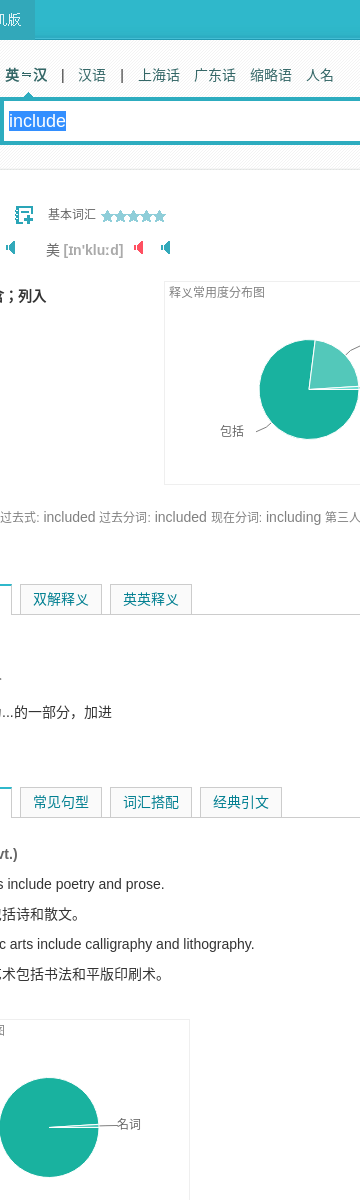 机版
英⇋汉 | 汉语 | 上海话 广东话 缩略语 人名
include
基本词汇
美 [ɪn'kluːd]
；列入
释义常用度分布图
包括
过去式: included 过去分词: included 现在分词: including 第三人
双解释义 英英释义
...的一部分，加进
常见句型 词汇搭配 经典引文
vt.)
s include poetry and prose.
括诗和散文。
c arts include calligraphy and lithography.
艺术包括书法和平版印刷术。
图
名词